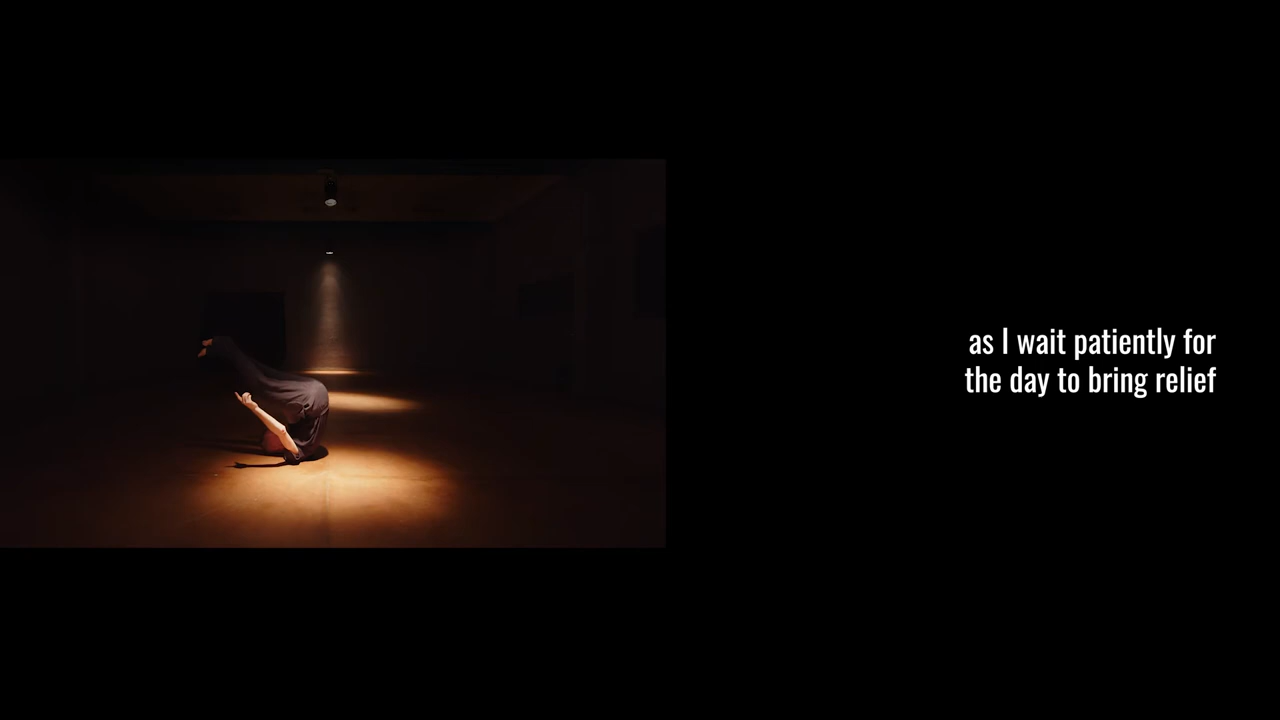 as I wait patiently for
the day to bring relief